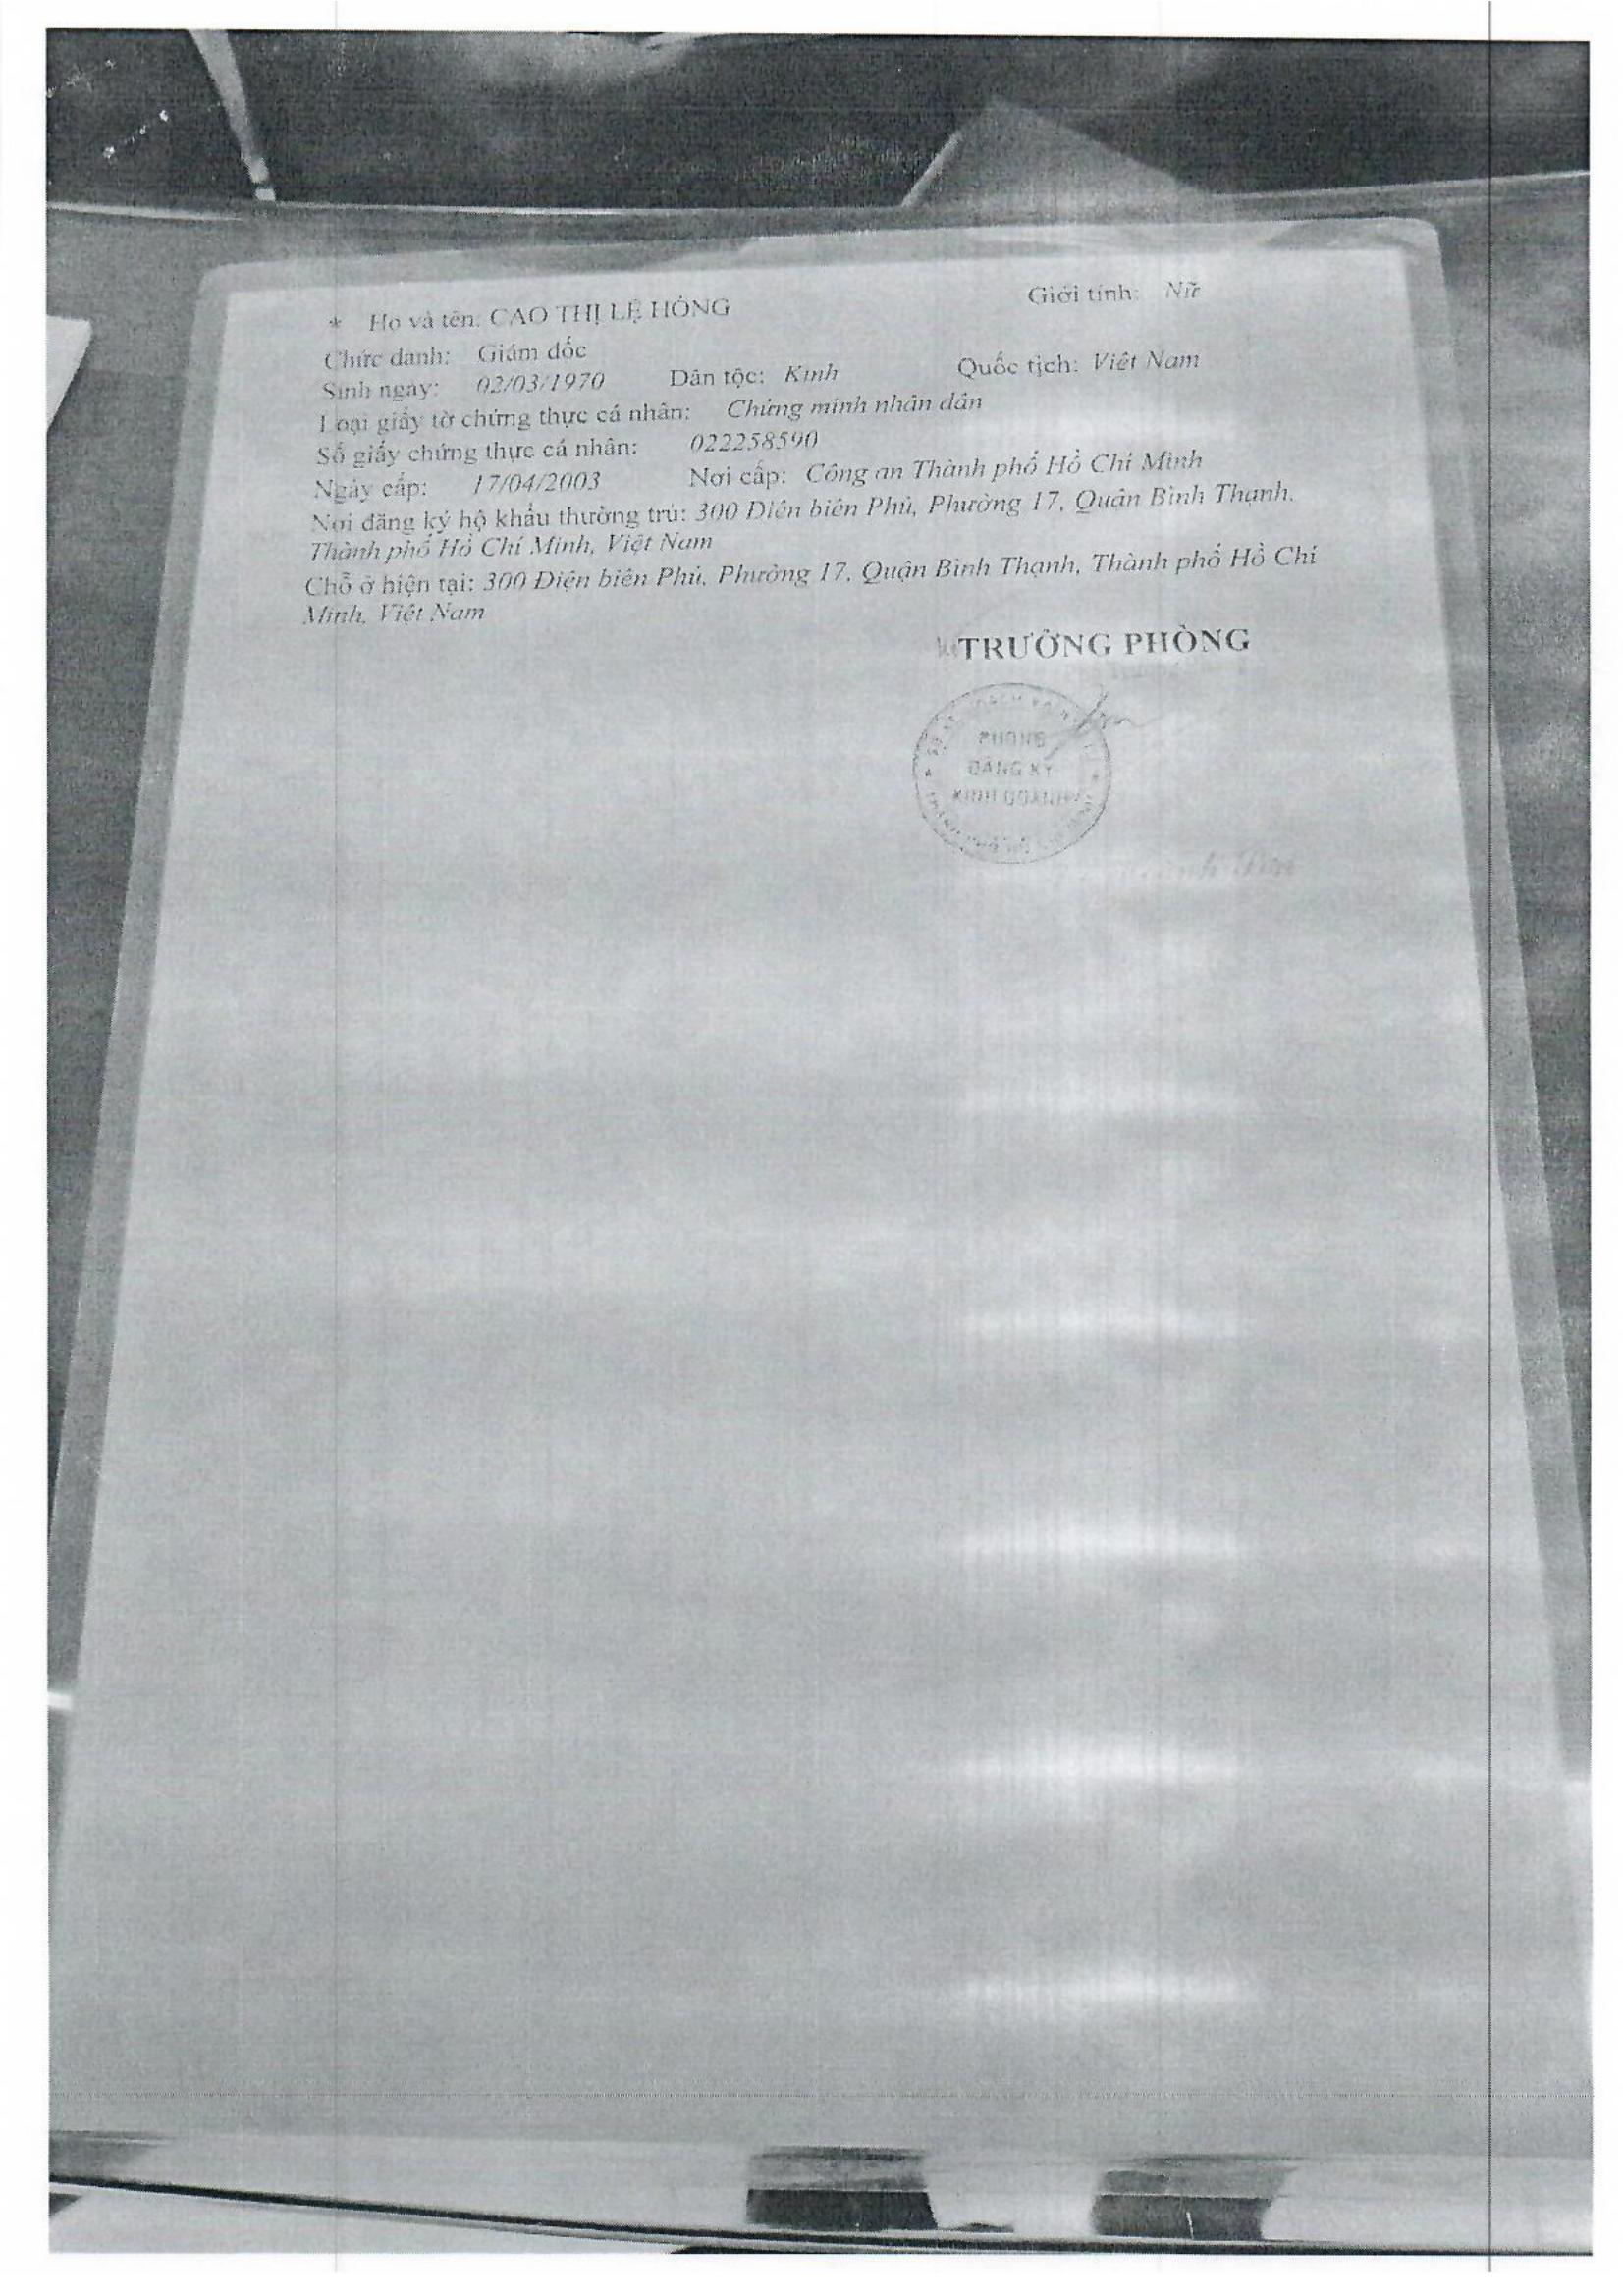 * Họ và tên: CAO THỊ LỆ HỒNG Giới tính: Nữ
Chức danh: Giám đốc
Sinh ngày: 02/03/1970 Dân tộc: Kinh Quốc tịch: Việt Nam
Loại giấy tờ chứng thực cá nhân: Chứng minh nhân dân
Số giấy chứng thực cá nhân: 022258590
Ngày cấp: 17/04/2003 Nơi cấp: Công an Thành phố Hồ Chí Minh
Nơi đăng ký hộ khẩu thường trú: 300 Điện biên Phủ, Phường 17, Quận Bình Thạnh,
Thành phố Hồ Chí Minh, Việt Nam
Chỗ ở hiện tại: 300 Điện biên Phủ, Phường 17, Quận Bình Thạnh, Thành phố Hồ Chí
Minh, Việt Nam
TRƯỞNG PHÒNG
PHÒNG
ĐĂNG KÝ
KINH DOANH